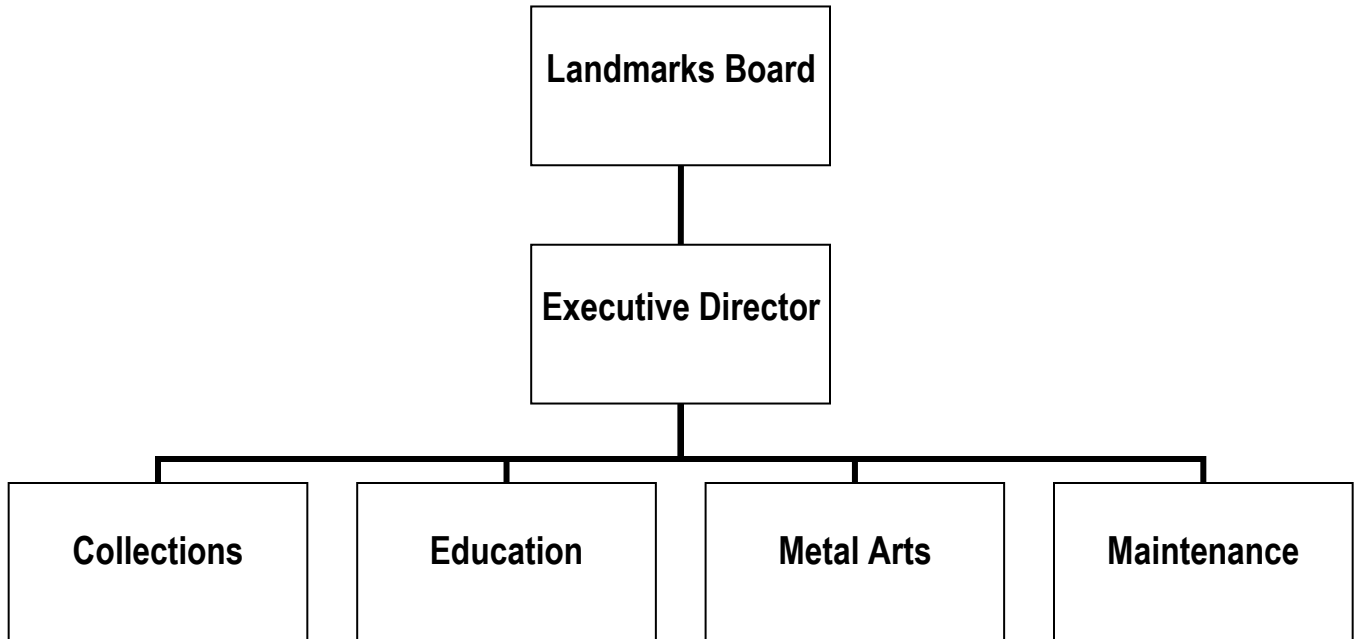 Landmarks Board
Executive Director
Collections
Education
Metal Arts
Maintenance